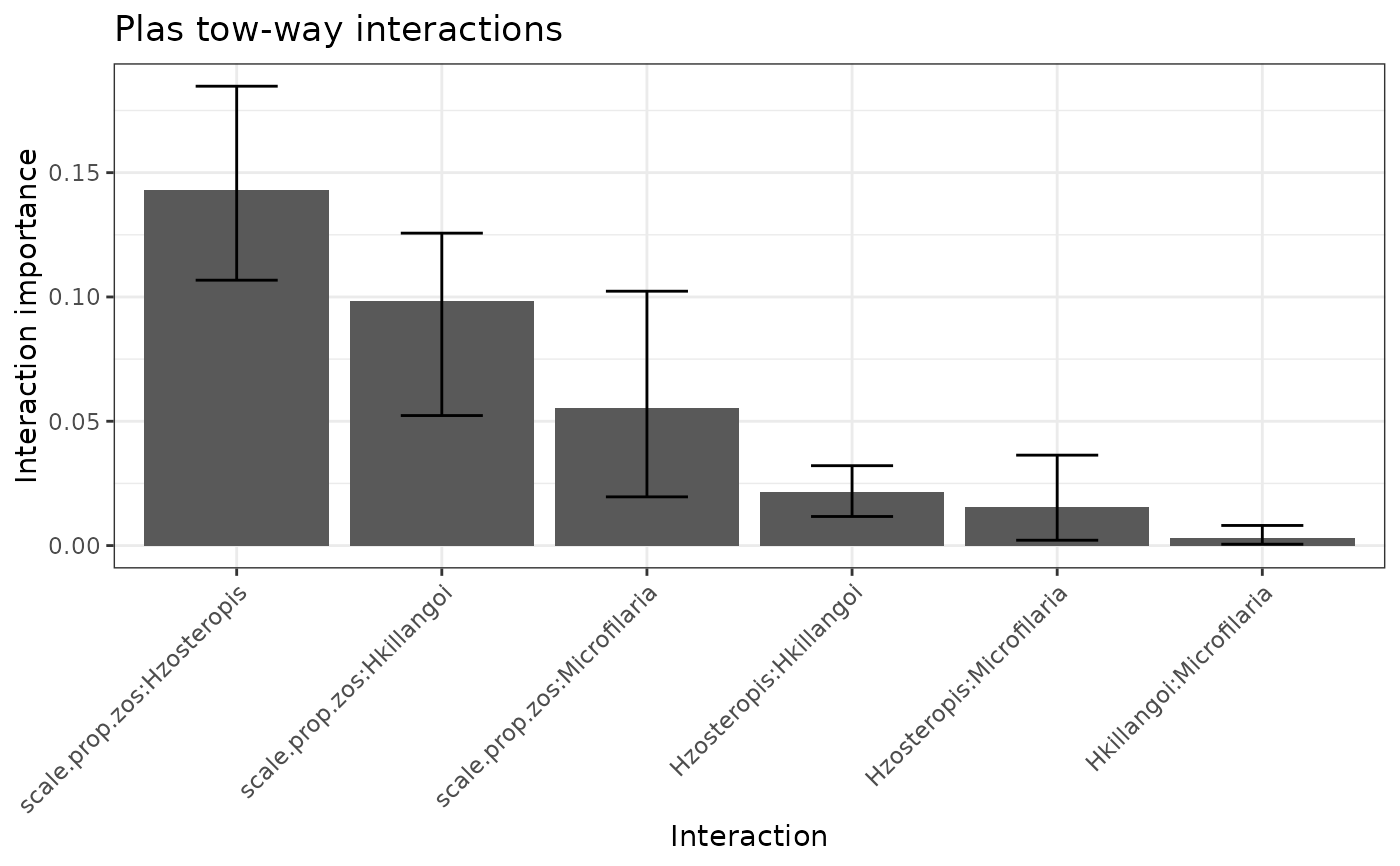 Plas tow-way interactions
Interaction importance
0.15
0.10
0.05
0.00
scale.prop.zos:Hzosteropis
scale.prop.zos:Hkillangoi
scale.prop.zos:Microfilaria
Hzosteropis:Hkillangoi
Hzosteropis:Microfilaria
Hkillangoi:Microfilaria
Interaction